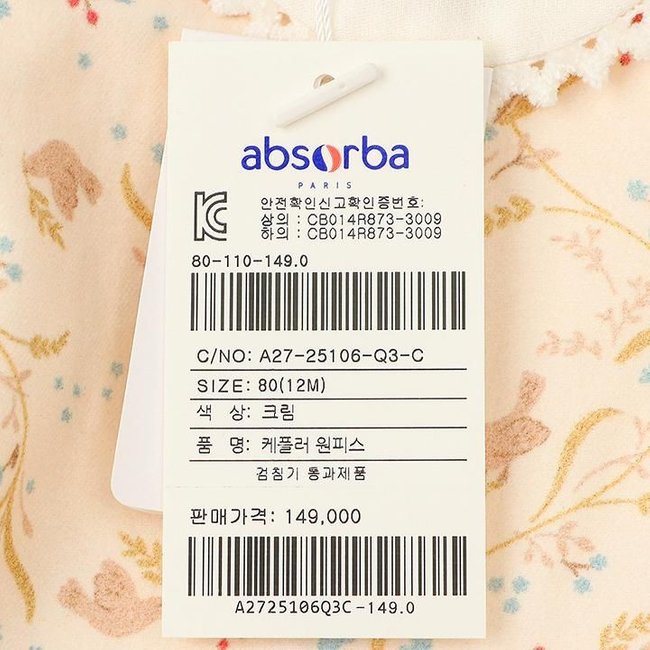 absorba
PARIS
안전확인신고확인증번호:
상의 : CB014R873-3009
하의 : CB014R873-3009
80-110-149.0
C/NO: A27-25106-Q3-C
SIZE: 80(12M)
색 상: 크림
품 명: 케플러 원피스
검침기 통과제품
판매가격: 149,000
A2725106Q3C-149.0